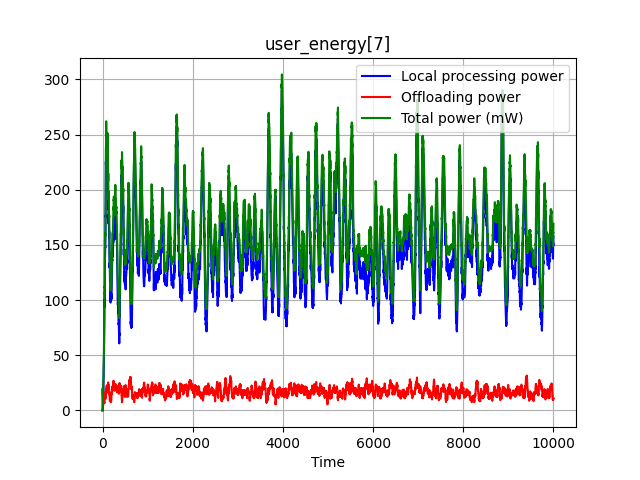 user_energy[7]
Local processing power
Offloading power
Total power (mW)
300
250
200
150
100
50
0
0 2000 4000 6000 8000 10000
Time